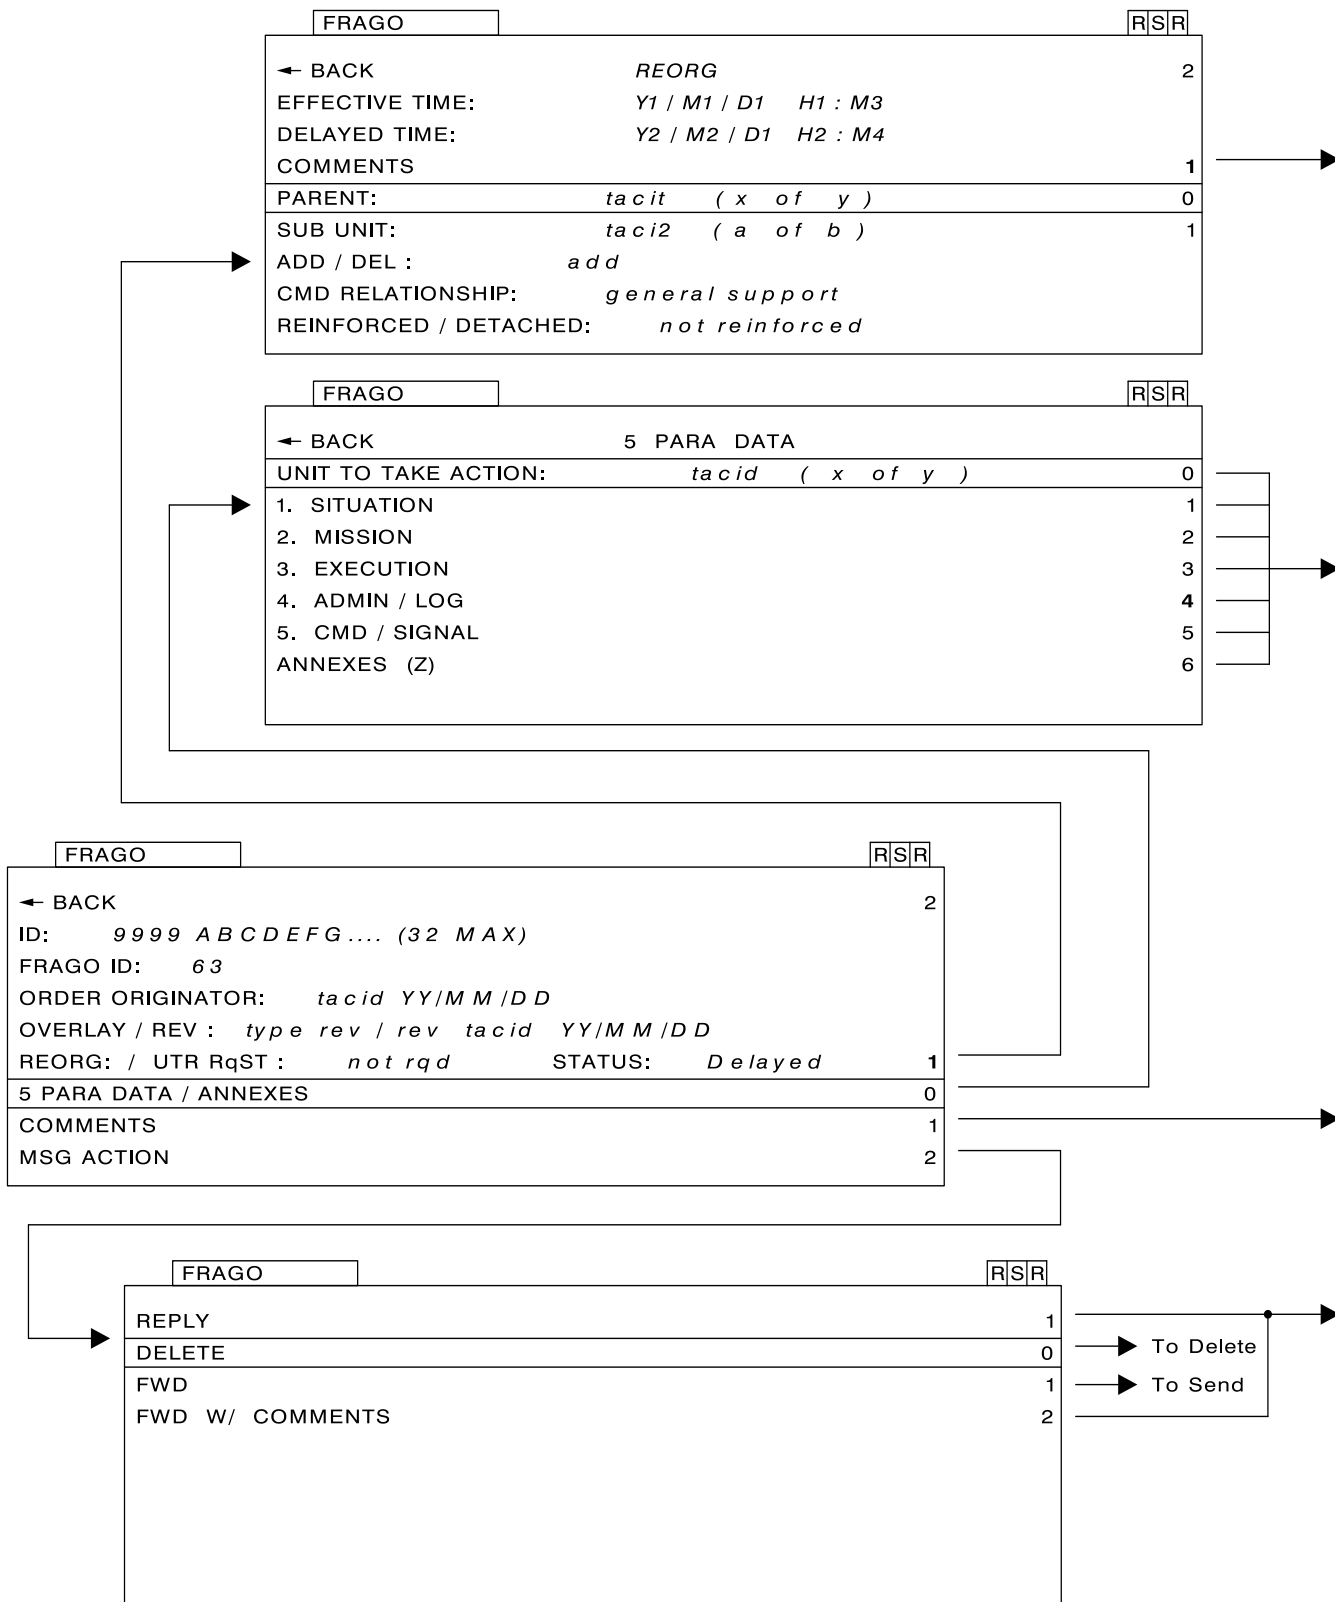 FRAGO RSR
← BACK REORG 2
EFFECTIVE TIME: Y1 / M1 / D1 H1 : M3
DELAYED TIME: Y2 / M2 / D1 H2 : M4
COMMENTS 1
PARENT: tacit ( x of y ) 0
SUB UNIT: taci2 ( a of b ) 1
ADD / DEL : add
CMD RELATIONSHIP: general support
REINFORCED / DETACHED: not reinforced
FRAGO RSR
← BACK 5 PARA DATA
UNIT TO TAKE ACTION: tacid ( x of y ) 0
1. SITUATION 1
2. MISSION 2
3. EXECUTION 3
4. ADMIN / LOG 4
5. CMD / SIGNAL 5
ANNEXES (Z) 6
FRAGO RSR
← BACK 2
ID: 9999 ABCDEFG.... (32 MAX)
FRAGO ID: 63
ORDER ORIGINATOR: tacid YY/MM/DD
OVERLAY / REV : type rev / rev tacid YY/MM/DD
REORG: / UTR RqST : not rqd STATUS: Delayed 1
5 PARA DATA / ANNEXES 0
COMMENTS 1
MSG ACTION 2
FRAGO RSR
REPLY 1
DELETE 0 To Delete
FWD 1 To Send
FWD W/ COMMENTS 2